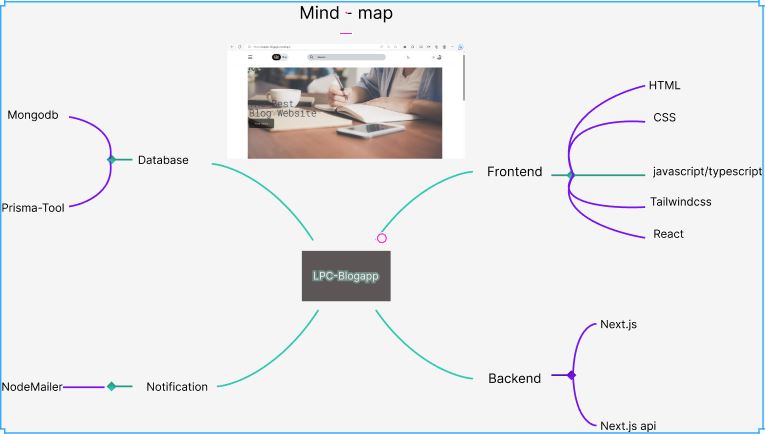 Mind - map
Best
Blog Website
HTML
Mongodb
CSS
Database
Frontend
javascript/typescript
Prisma-Tool
Tailwindcss
React
LPC-Blogapp
Next.js
NodeMailer
Notification
Backend
Next.js api